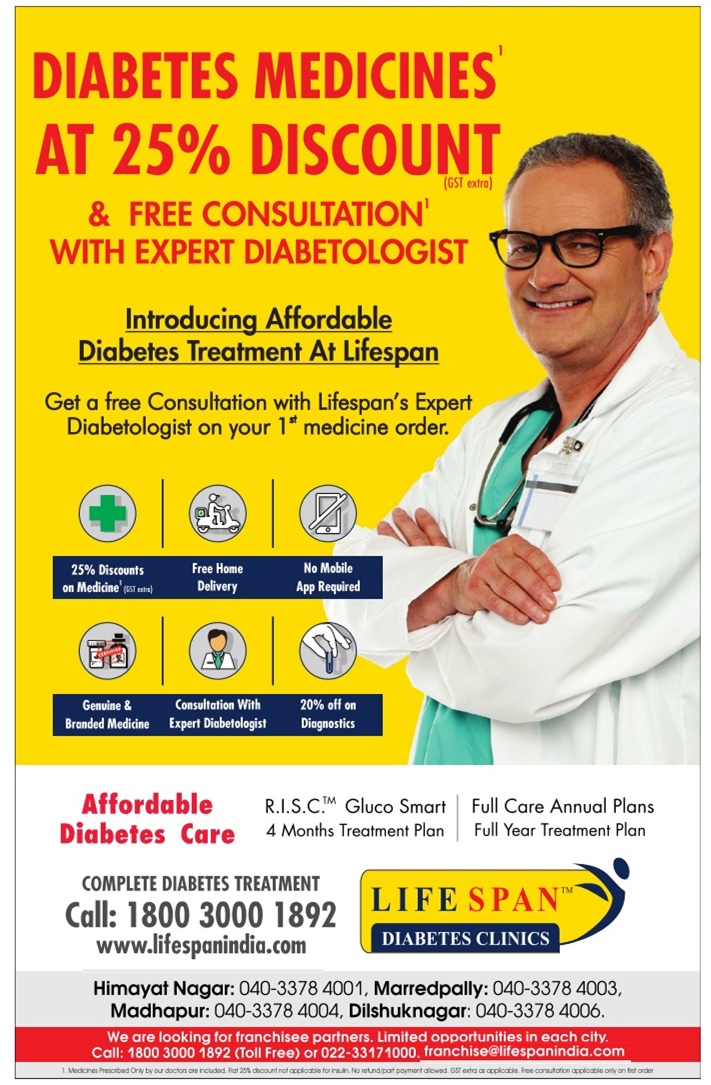 DIABETES MEDICINES¹
AT 25% DISCOUNT
(GST extra)
& FREE CONSULTATION¹
WITH EXPERT DIABETOLOGIST
Introducing Affordable
Diabetes Treatment At Lifespan
Get a free Consultation with Lifespan's Expert
Diabetologist on your 1st medicine order.
25% Discounts
on Medicine¹ (GST extra)
Free Home
Delivery
No Mobile
App Required
CERTIFIED
Genuine &
Branded Medicine
Consultation With
Expert Diabetologist
20% off on
Diagnostics
Affordable
Diabetes Care
R.I.S.C.™ Gluco Smart
4 Months Treatment Plan
Full Care Annual Plans
Full Year Treatment Plan
COMPLETE DIABETES TREATMENT
Call: 1800 3000 1892
www.lifespanindia.com
LIFE SPAN™
DIABETES CLINICS
Himayat Nagar: 040-3378 4001, Marredpally: 040-3378 4003,
Madhapur: 040-3378 4004, Dilshuknagar: 040-3378 4006.
We are looking for franchisee partners. Limited opportunities in each city.
Call: 1800 3000 1892 (Toll Free) or 022-33171000, franchise@lifespanindia.com
1. Medicines Prescribed Only by our doctors are included. Flat 25% discount not applicable for insulin. No refund/part payment allowed. GST extra as applicable. Free consultation applicable only on first order